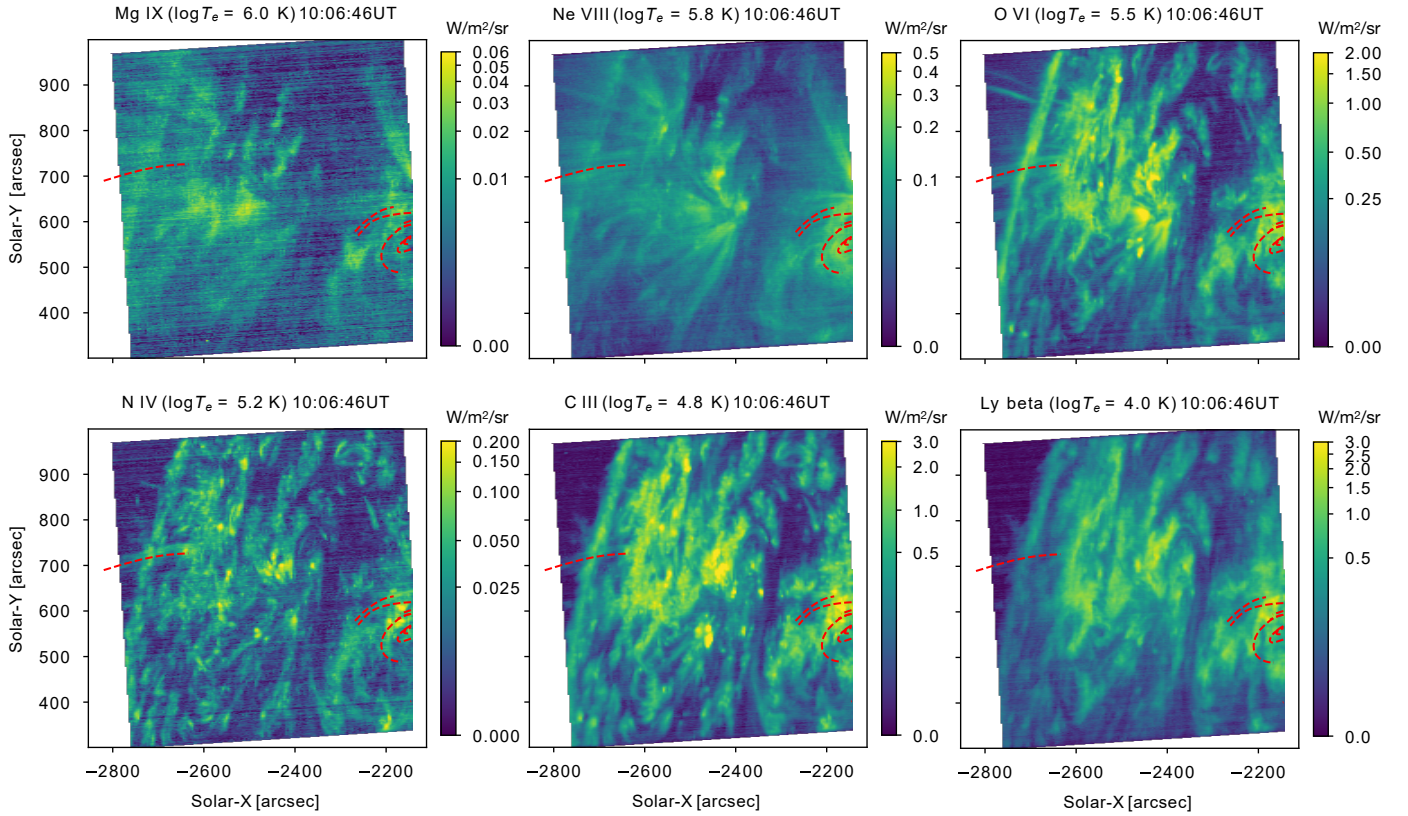 Mg IX (log Tₑ = 6.0 K) 10:06:46UT
Ne VIII (log Tₑ = 5.8 K) 10:06:46UT
O VI (log Tₑ = 5.5 K) 10:06:46UT
W/m²/sr
W/m²/sr
W/m²/sr
Solar-Y [arcsec]
900
800
700
600
500
400
0.06
0.05
0.04
0.03
0.02
0.01
0.00
0.5
0.4
0.3
0.2
0.1
0.0
2.00
1.50
1.00
0.50
0.25
0.00
N IV (log Tₑ = 5.2 K) 10:06:46UT
C III (log Tₑ = 4.8 K) 10:06:46UT
Ly beta (log Tₑ = 4.0 K) 10:06:46UT
W/m²/sr
W/m²/sr
W/m²/sr
Solar-Y [arcsec]
900
800
700
600
500
400
0.200
0.150
0.100
0.050
0.025
0.000
3.0
2.0
1.0
0.5
0.0
3.0
2.5
2.0
1.5
1.0
0.5
0.0
−2800 −2600 −2400 −2200
−2800 −2600 −2400 −2200
−2800 −2600 −2400 −2200
Solar-X [arcsec]
Solar-X [arcsec]
Solar-X [arcsec]